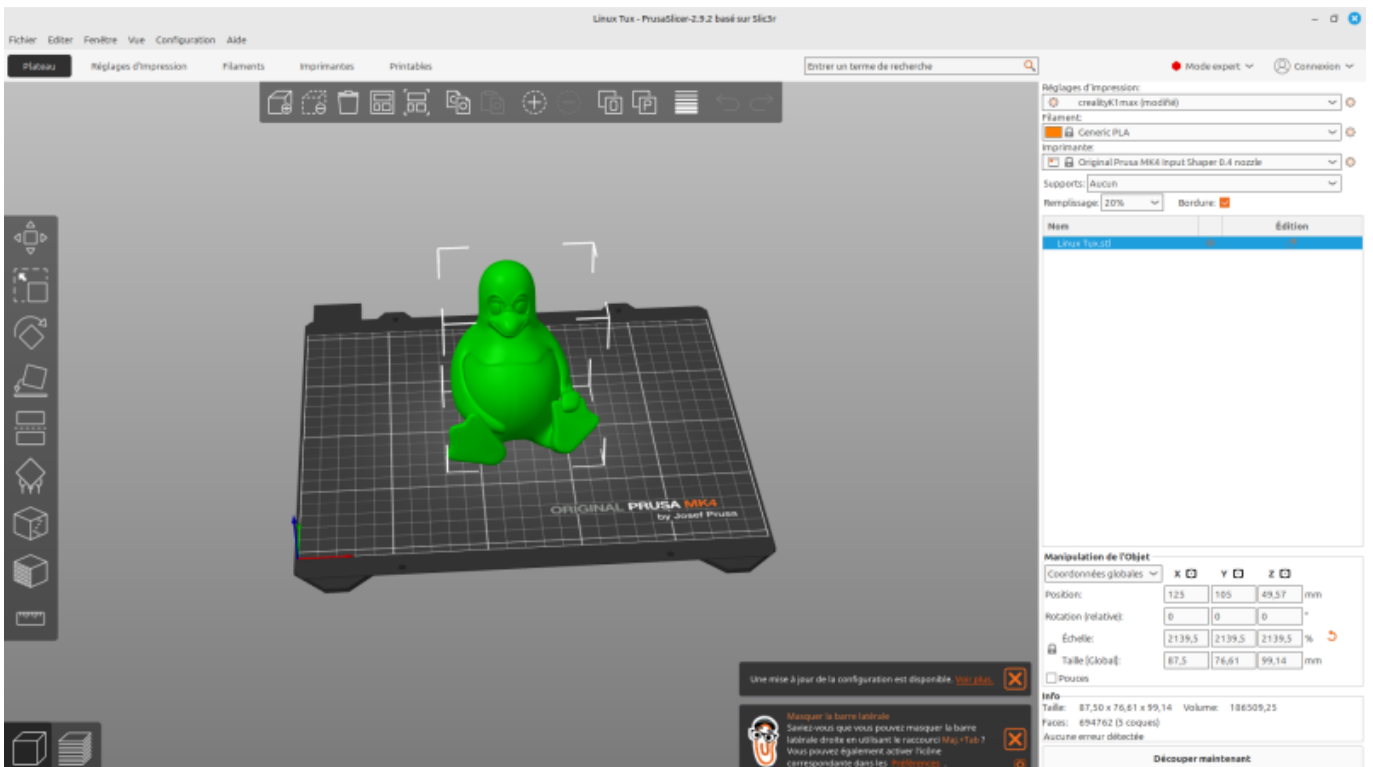 Linux Tux - PrusaSlicer-2.9.2 basé sur Slic3r
Fichier Editer Fenêtre Vue Configuration Aide
Plateau Réglages d'Impression Filaments Imprimantes Printables Entrer un terme de recherche Mode expert Connexion
Réglages d'impression:
crealityK1max (modifié)
Filament:
Generic PLA
Imprimante:
Original Prusa MK4 Input Shaper 0.4 nozzle
Supports: Aucun
Remplissage: 20% Bordure:
Nom Édition
Linux Tux.stl
ORIGINAL PRUSA MK4
by Josef Prusa
Manipulation de l'Objet
Coordonnées globales X Y Z
Position: 125 105 49,57 mm
Rotation (relative): 0 0 0 °
Échelle: 2139,5 2139,5 2139,5 %
Taille [Global]: 87,5 76,61 99,14 mm
Pouces
Info
Taille: 87,50 x 76,61 x 99,14 Volume: 106509,25
Faces: 694762 (5 coques)
Aucune erreur détectée
Découper maintenant
Une mise à jour de la configuration est disponible. Voir plus.
Masquer la barre latérale
Saviez-vous que vous pouvez masquer la barre
latérale droite en utilisant le raccourci Maj.+Tab ?
Vous pouvez également activer l'icône
correspondante dans les Préférences .